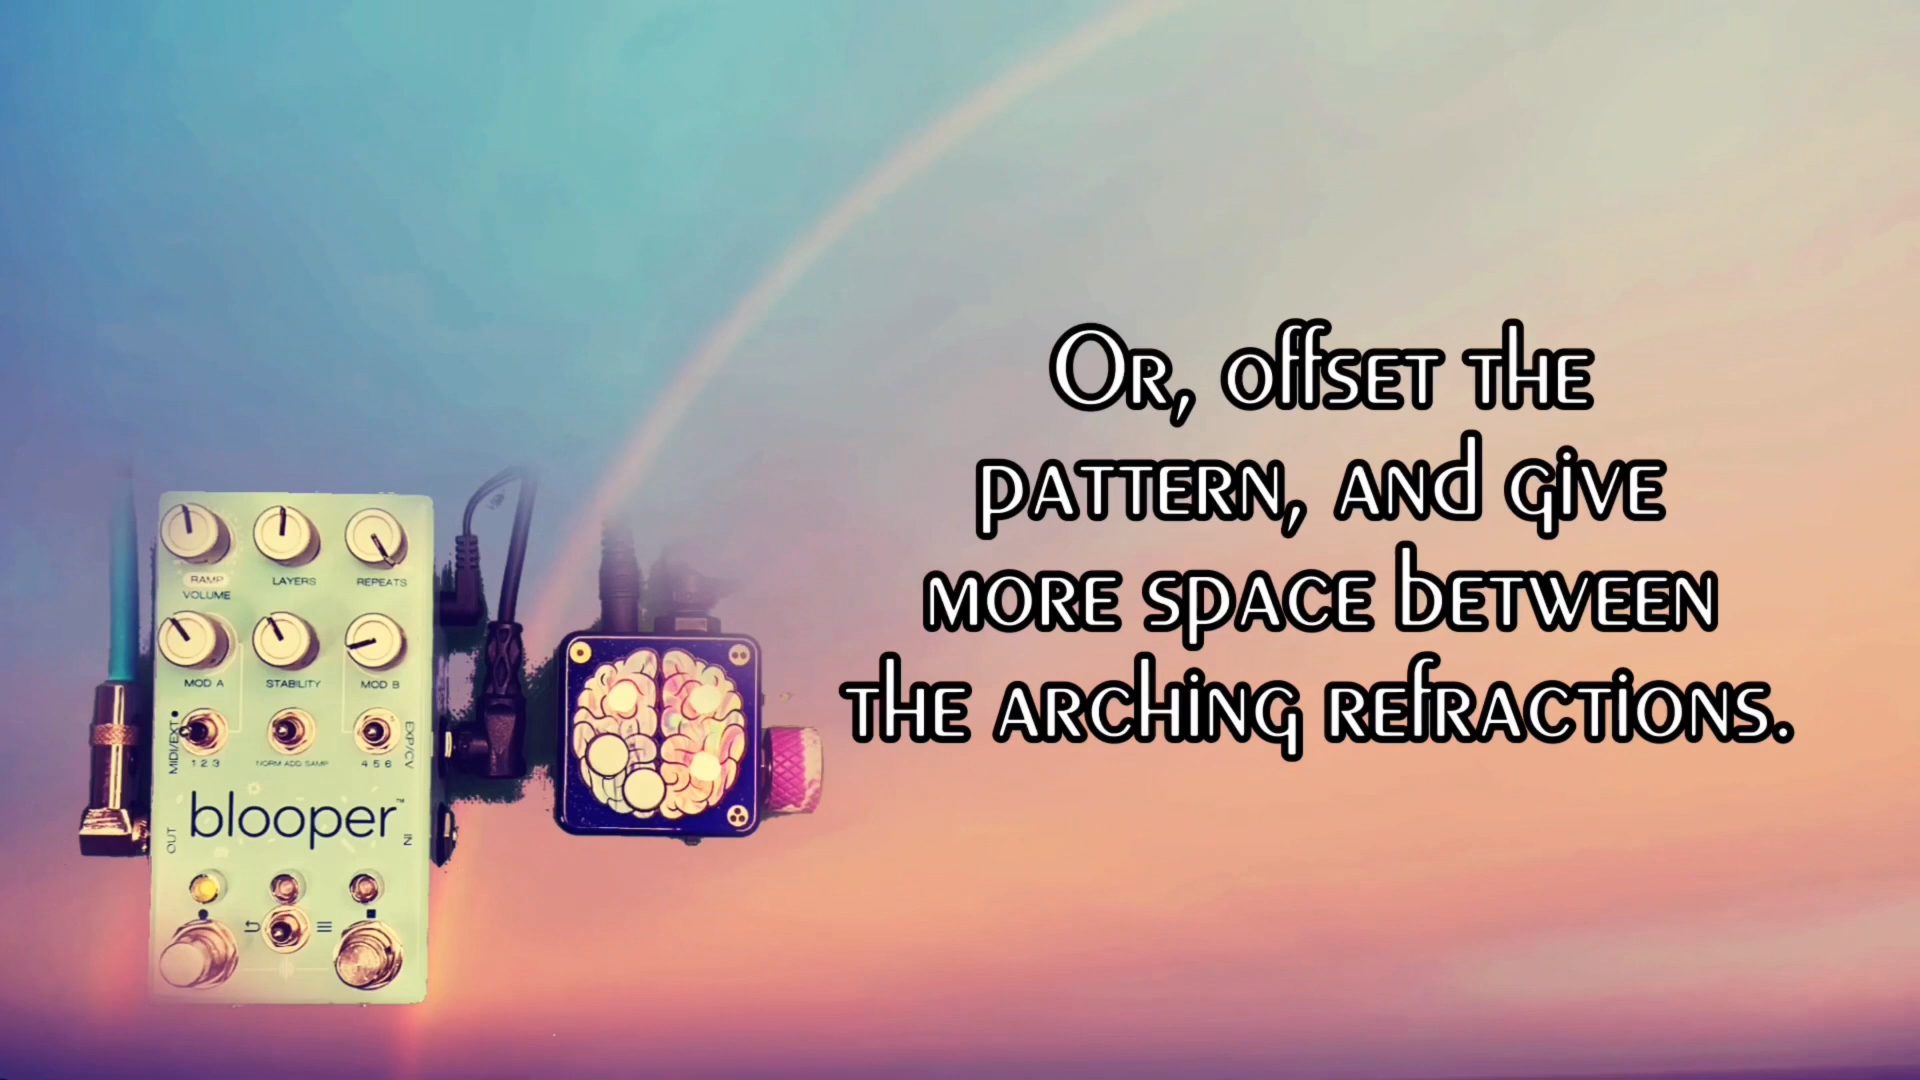 Or, offset the
pattern, and give
more space between
the arching refractions.
RAMP
VOLUME
LAYERS
REPEATS
MOD A
STABILITY
MOD B
MIDI/EXT
EXP/CV
1 2 3
NORM ADD SAMP
4 5 6
blooper™
OUT
IN